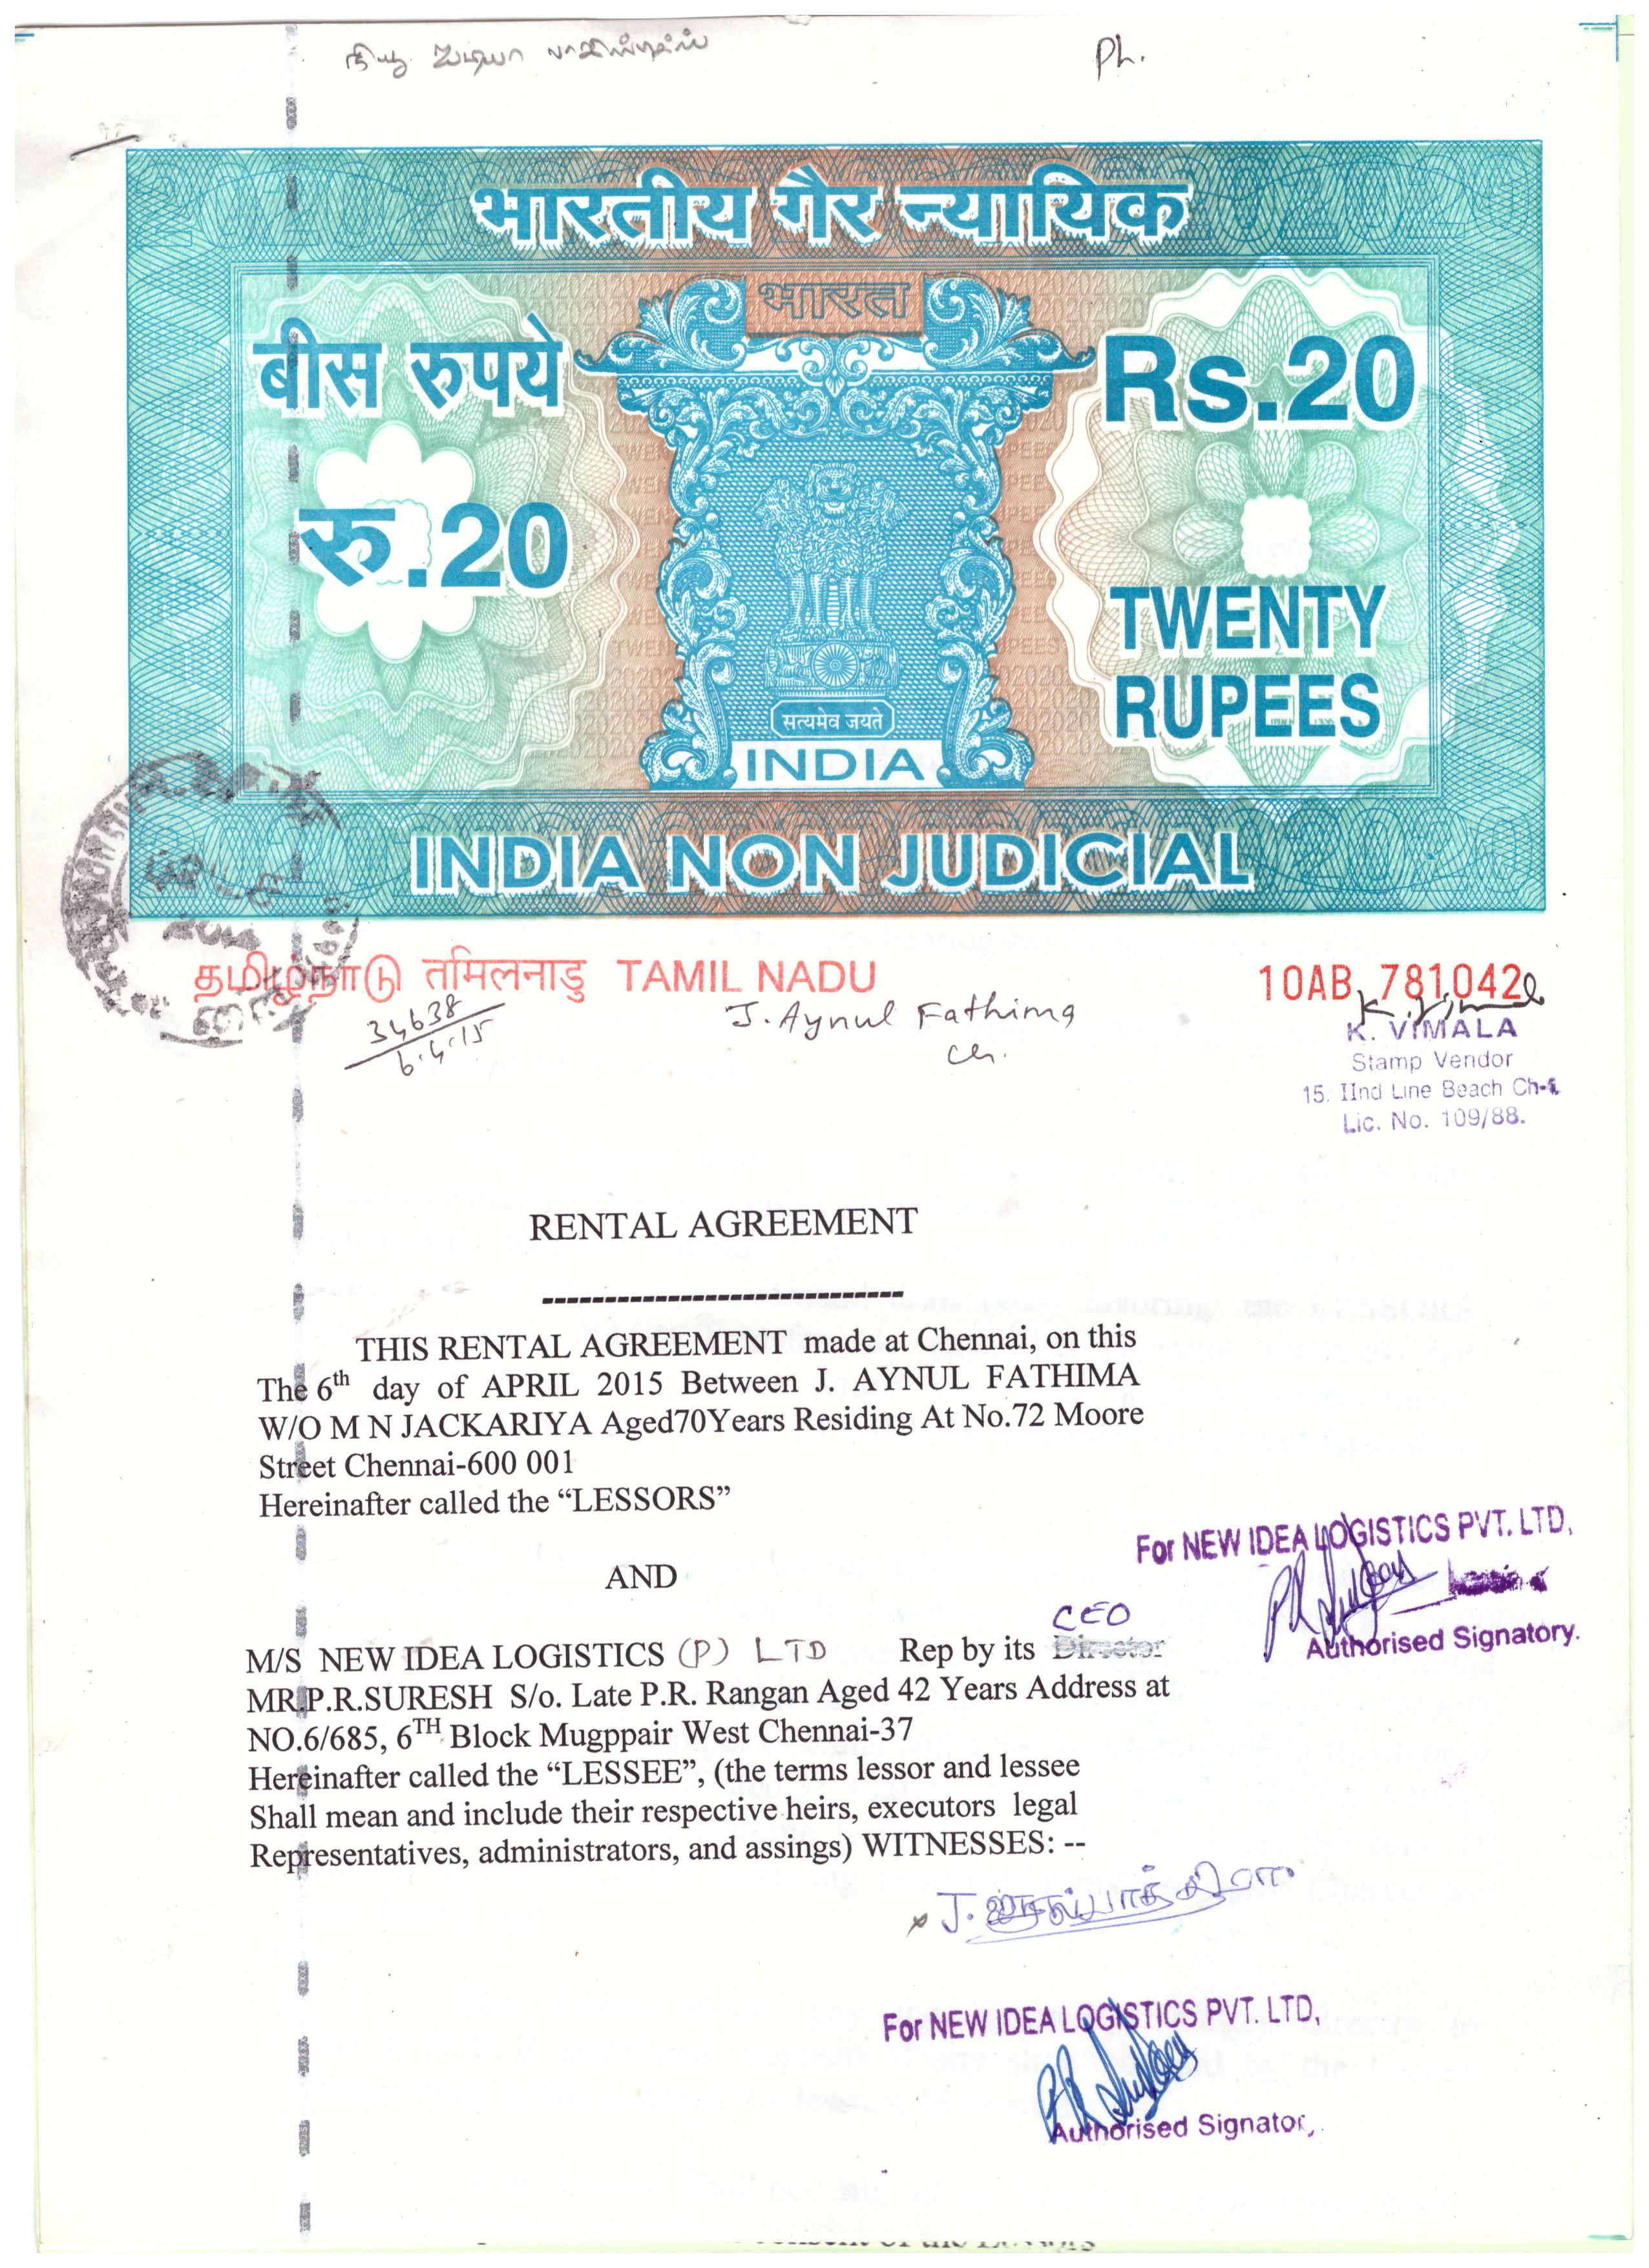 நியூ ஐடியா
Ph.
भारतीय गैर न्यायिक
भारत
बीस रुपये
Rs.20
रु.20
TWENTY
RUPEES
सत्यमेव जयते
INDIA
INDIA NON JUDICIAL
தமிழ்நாடு तमिलनाडु TAMIL NADU
10AB 781042
34638
6.4.15
J. Aynul Fathima
Ch.
K. Vimala
K. VIMALA
Stamp Vendor
15. IInd Line Beach Ch-1
Lic. No. 109/88.
RENTAL AGREEMENT
-----------------------------
THIS RENTAL AGREEMENT made at Chennai, on this
The 6th day of APRIL 2015 Between J. AYNUL FATHIMA
W/O M N JACKARIYA Aged70Years Residing At No.72 Moore
Street Chennai-600 001
Hereinafter called the “LESSORS”
For NEW IDEA LOGISTICS PVT. LTD,
P.R. Suresh
Authorised Signatory.
AND
CEO
M/S NEW IDEA LOGISTICS (P) LTD Rep by its Director
MR.P.R.SURESH S/o. Late P.R. Rangan Aged 42 Years Address at
NO.6/685, 6TH Block Mugppair West Chennai-37
Hereinafter called the “LESSEE”, (the terms lessor and lessee
Shall mean and include their respective heirs, executors legal
Representatives, administrators, and assings) WITNESSES: --
J. ஐனுல்பாத்திமா
For NEW IDEA LOGISTICS PVT. LTD,
P.R. Suresh
Authorised Signator,.